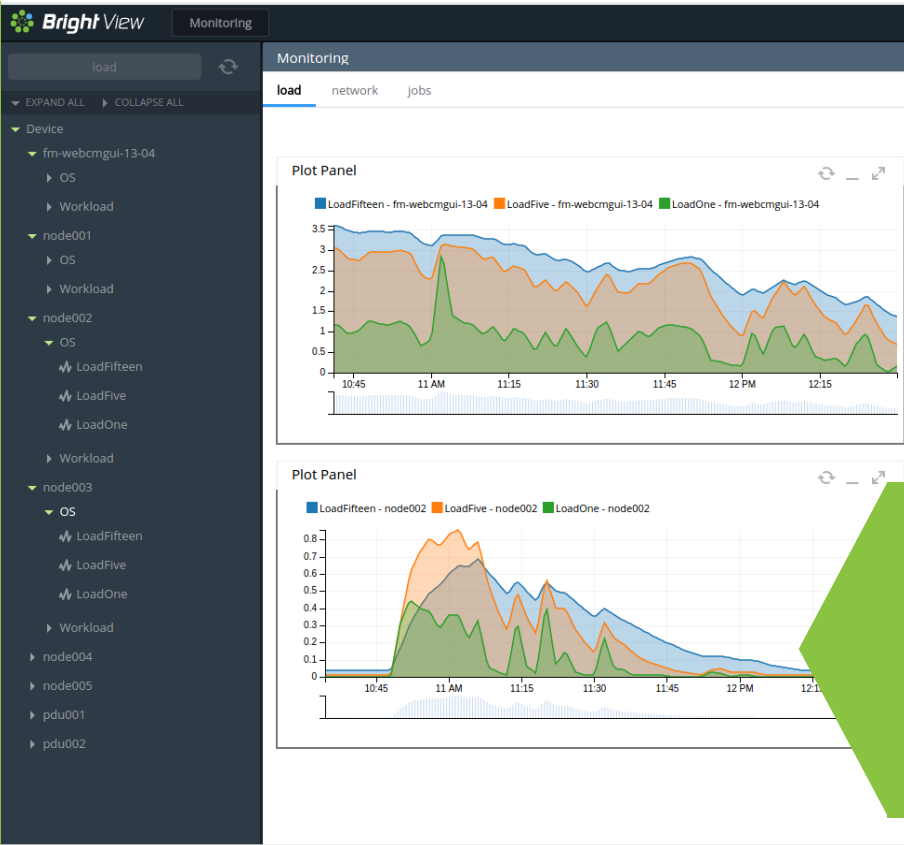 Bright View
Monitoring
load
EXPAND ALL COLLAPSE ALL
Device
fm-webcmgui-13-04
OS
Workload
node001
OS
Workload
node002
OS
LoadFifteen
LoadFive
LoadOne
Workload
node003
OS
LoadFifteen
LoadFive
LoadOne
Workload
node004
node005
pdu001
pdu002
Monitoring
load network jobs
Plot Panel
LoadFifteen - fm-webcmgui-13-04 LoadFive - fm-webcmgui-13-04 LoadOne - fm-webcmgui-13-04
3.5
3
2.5
2
1.5
1
0.5
0
10:45 11 AM 11:15 11:30 11:45 12 PM 12:15
Plot Panel
LoadFifteen - node002 LoadFive - node002 LoadOne - node002
0.8
0.7
0.6
0.5
0.4
0.3
0.2
0.1
0
10:45 11 AM 11:15 11:30 11:45 12 PM